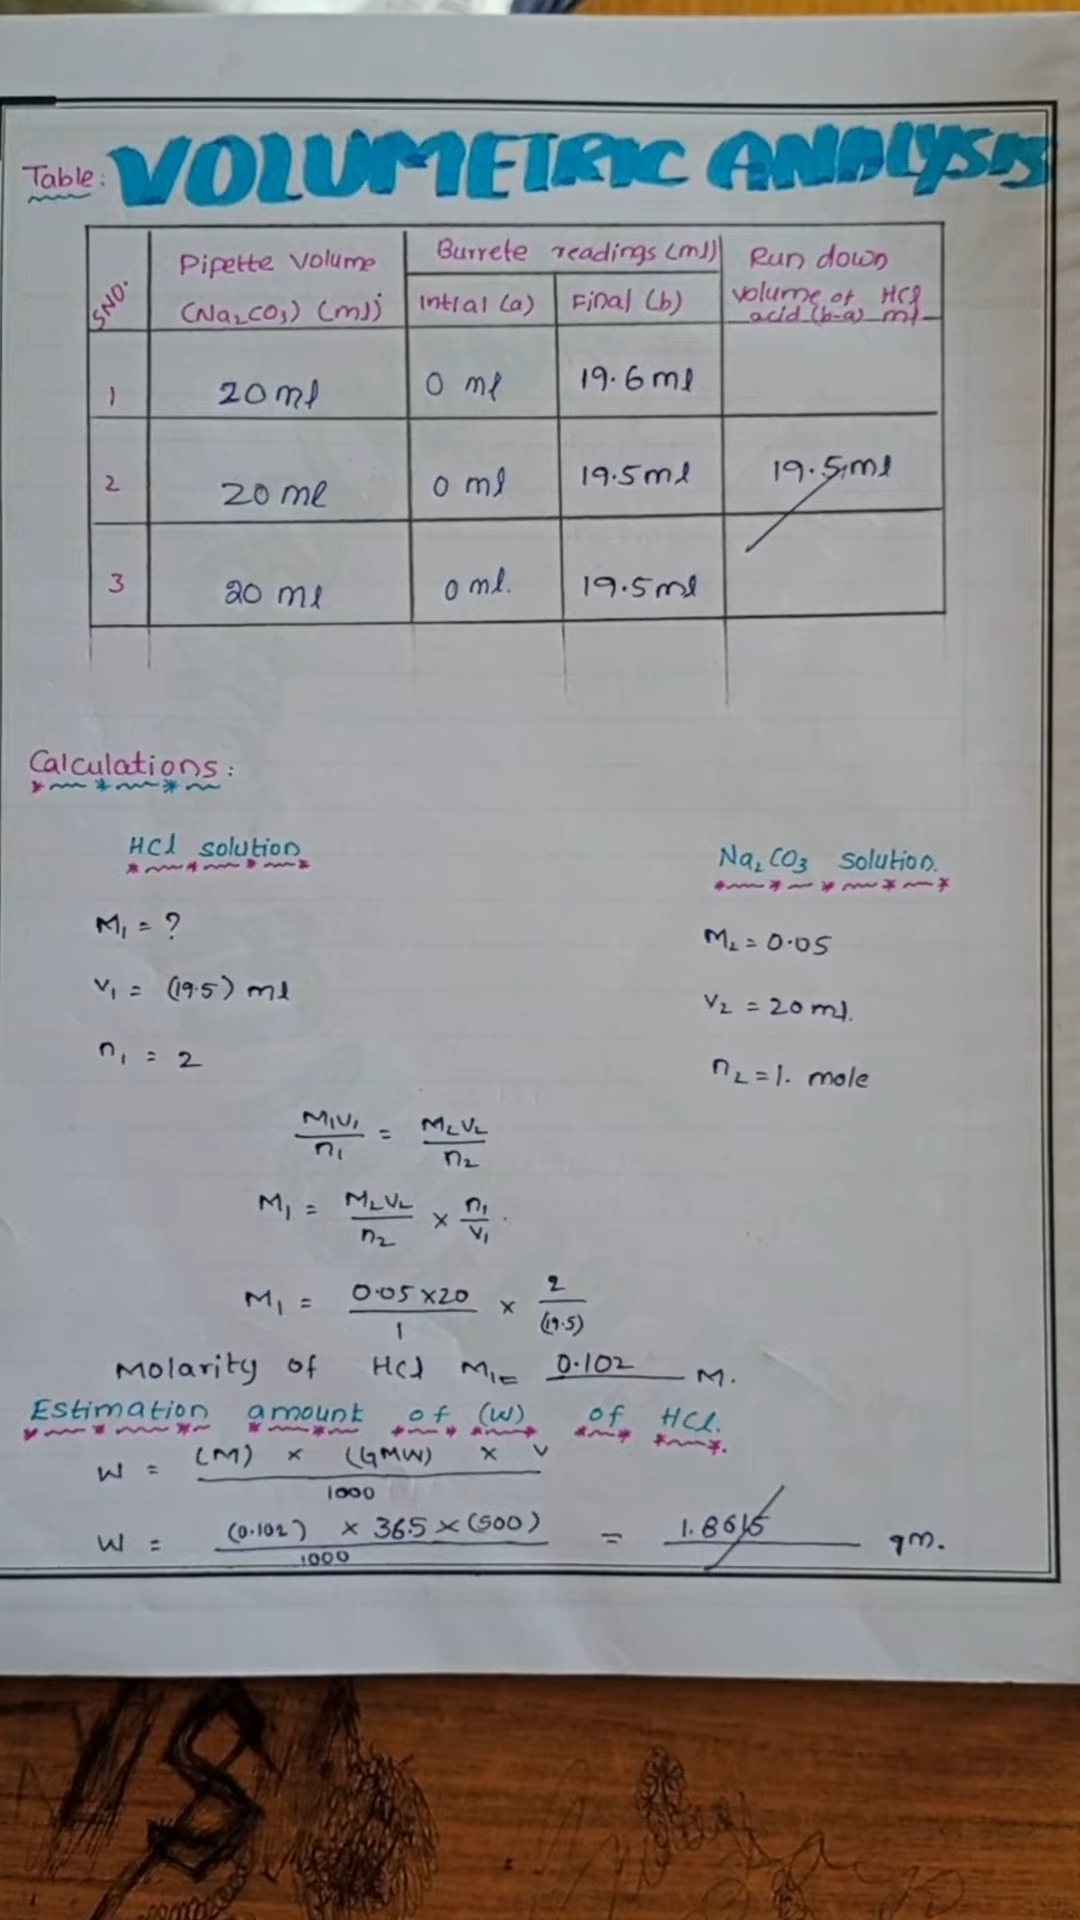 Table: VOLUMETRIC ANALYSIS
SNO. Pipette Volume (Na₂CO₃) (ml) Burrete readings (ml) Run down volume of HCl acid (b-a) ml
Intial (a) Final (b)
1 20 ml 0 ml 19.6 ml
2 20 ml 0 ml 19.5 ml 19.5 ml
3 20 ml 0 ml. 19.5 ml
Calculations:
HCl solution Na₂CO₃ solution.
M₁ = ? M₂ = 0.05
V₁ = (19.5) ml V₂ = 20 ml.
n₁ = 2 n₂ = 1. mole
M₁V₁/n₁ = M₂V₂/n₂
M₁ = M₂V₂/n₂ × n₁/V₁.
M₁ = 0.05×20/1 × 2/(19.5)
Molarity of HCl M₁= 0.102 M.
Estimation amount of (W) of HCl.
W = (M) × (GMW) × V/1000
W = (0.102) × 36.5 × (500)/1000 = 1.8615 gm.